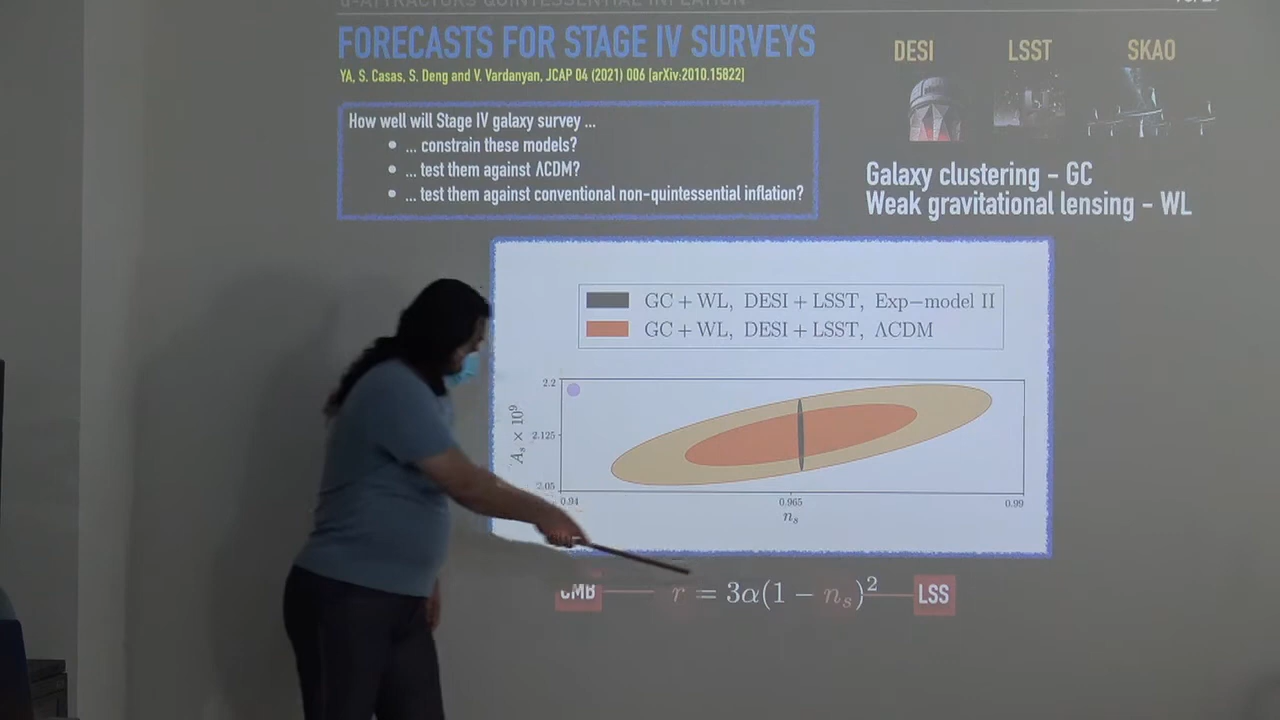 α-ATTRACTORS QUINTESSENTIAL INFLATION
FORECASTS FOR STAGE IV SURVEYS
YA, S. Casas, S. Deng and V. Vardanyan, JCAP 04 (2021) 006 [arXiv:2010.15822]
How well will Stage IV galaxy survey ...
... constrain these models?
... test them against ΛCDM?
... test them against conventional non-quintessential inflation?
DESI LSST SKAO
Galaxy clustering - GC
Weak gravitational lensing - WL
GC + WL, DESI + LSST, Exp-model II
GC + WL, DESI + LSST, ΛCDM
2.2
2.125
2.05
A_s × 10⁹
0.94 0.965 0.99
n_s
CMB r = 3α(1 − n_s)² LSS